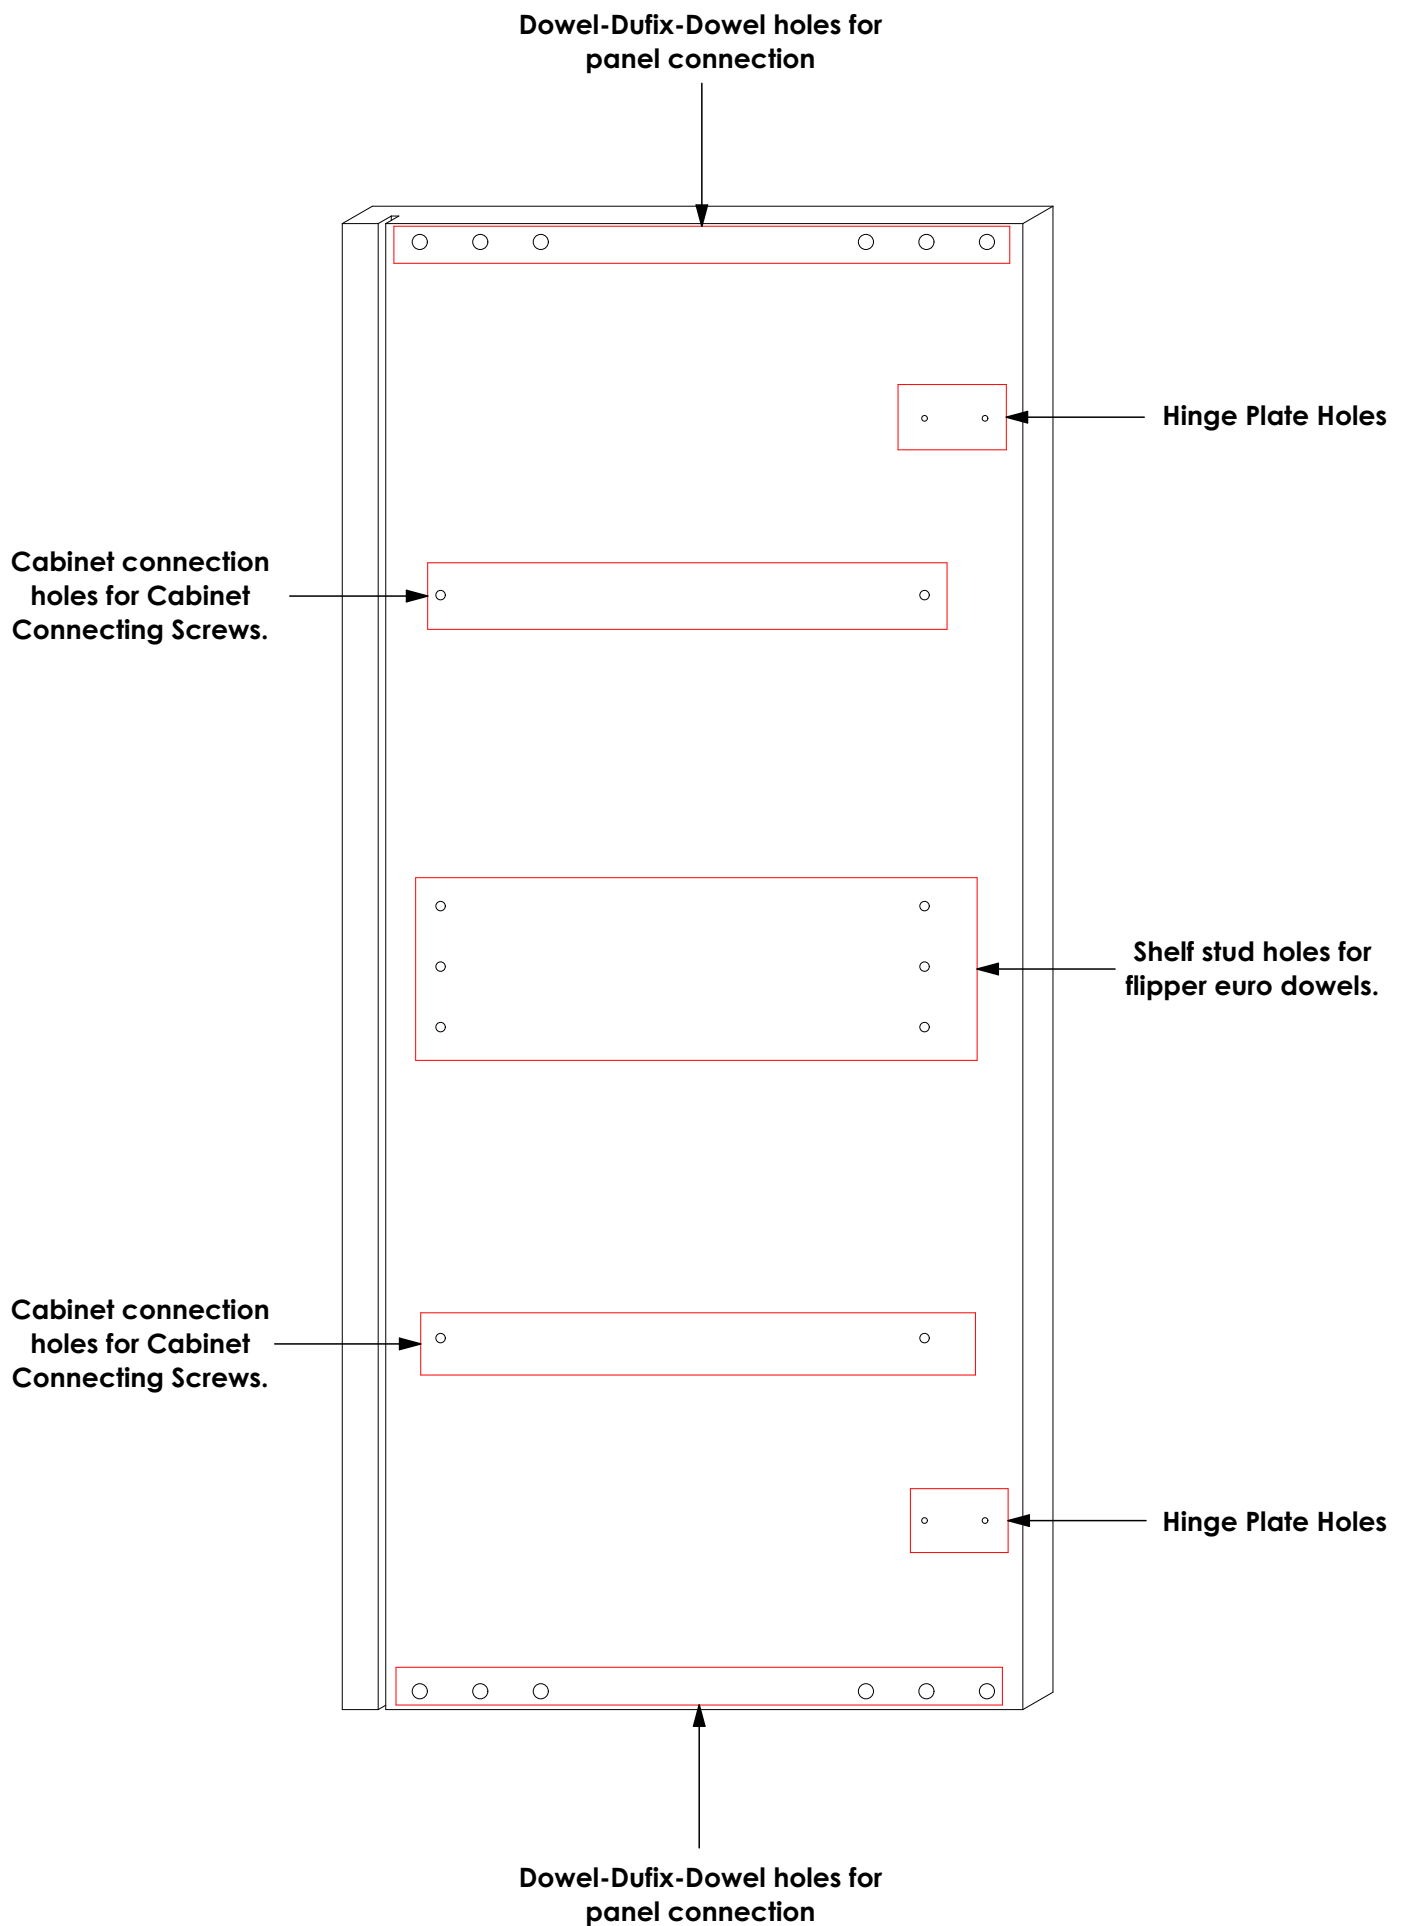 Dowel-Dufix-Dowel holes for
panel connection
Hinge Plate Holes
Cabinet connection
holes for Cabinet
Connecting Screws.
Shelf stud holes for
flipper euro dowels.
Cabinet connection
holes for Cabinet
Connecting Screws.
Hinge Plate Holes
Dowel-Dufix-Dowel holes for
panel connection